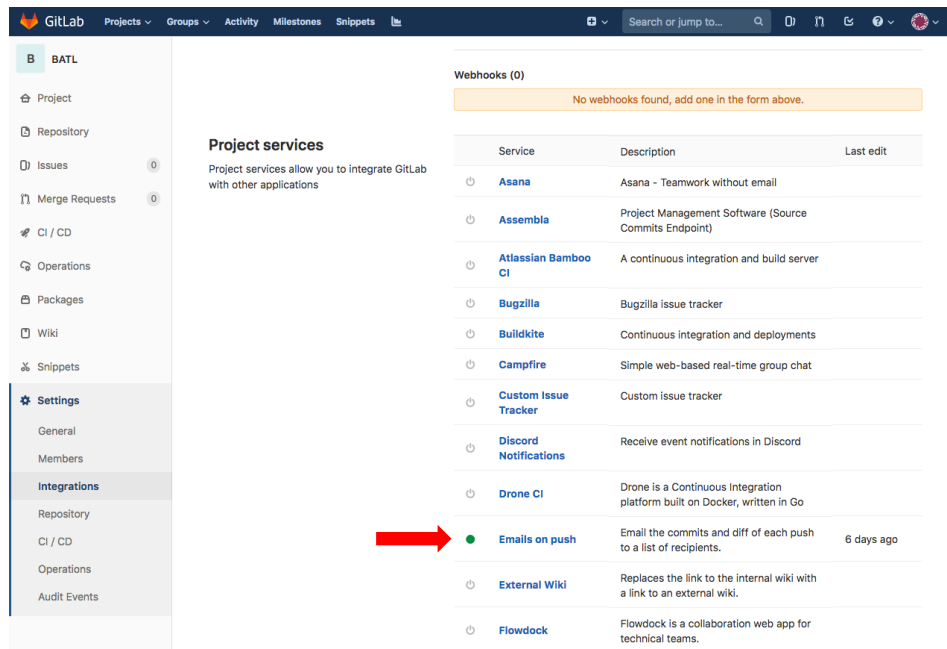 GitLab Projects Groups Activity Milestones Snippets Search or jump to...
B BATL
Project
Repository
Issues 0
Merge Requests 0
CI / CD
Operations
Packages
Wiki
Snippets
Settings
General
Members
Integrations
Repository
CI / CD
Operations
Audit Events
Project services
Project services allow you to integrate GitLab
with other applications
Webhooks (0)
No webhooks found, add one in the form above.
Service Description Last edit
Asana Asana - Teamwork without email
Assembla Project Management Software (Source
Commits Endpoint)
Atlassian Bamboo A continuous integration and build server
CI
Bugzilla Bugzilla issue tracker
Buildkite Continuous integration and deployments
Campfire Simple web-based real-time group chat
Custom Issue Custom issue tracker
Tracker
Discord Receive event notifications in Discord
Notifications
Drone CI Drone is a Continuous Integration
platform built on Docker, written in Go
Emails on push Email the commits and diff of each push 6 days ago
to a list of recipients.
External Wiki Replaces the link to the internal wiki with
a link to an external wiki.
Flowdock Flowdock is a collaboration web app for
technical teams.